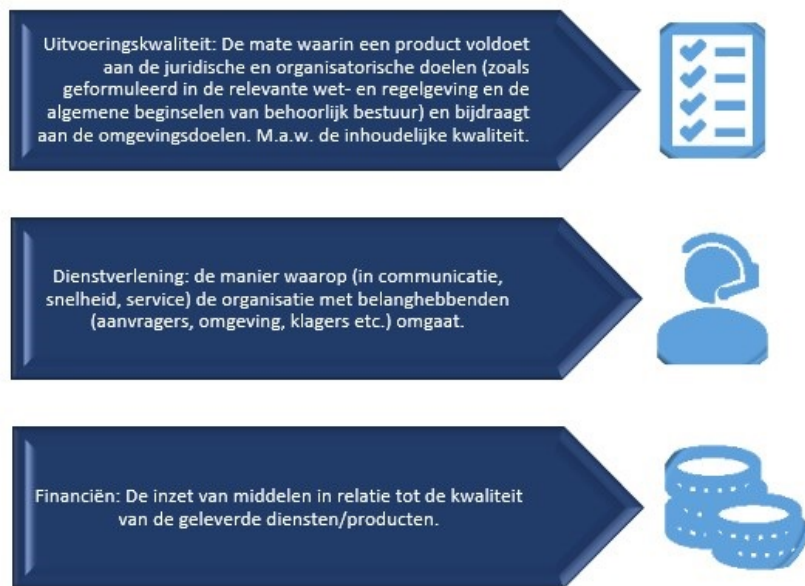 Uitvoeringskwaliteit: De mate waarin een product voldoet
aan de juridische en organisatorische doelen (zoals
geformuleerd in de relevante wet- en regelgeving en de
algemene beginselen van behoorlijk bestuur) en bijdraagt
aan de omgevingsdoelen. M.a.w. de inhoudelijke kwaliteit.
Dienstverlening: de manier waarop (in communicatie,
snelheid, service) de organisatie met belanghebbenden
(aanvragers, omgeving, klagers etc.) omgaat.
Financiën: De inzet van middelen in relatie tot de kwaliteit
van de geleverde diensten/producten.